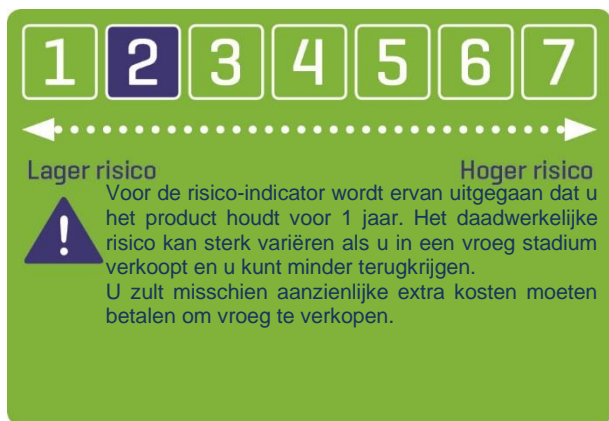 1 2 3 4 5 6 7
Lager risico Hoger risico
Voor de risico-indicator wordt ervan uitgegaan dat u
het product houdt voor 1 jaar. Het daadwerkelijke
risico kan sterk variëren als u in een vroeg stadium
verkoopt en u kunt minder terugkrijgen.
U zult misschien aanzienlijke extra kosten moeten
betalen om vroeg te verkopen.